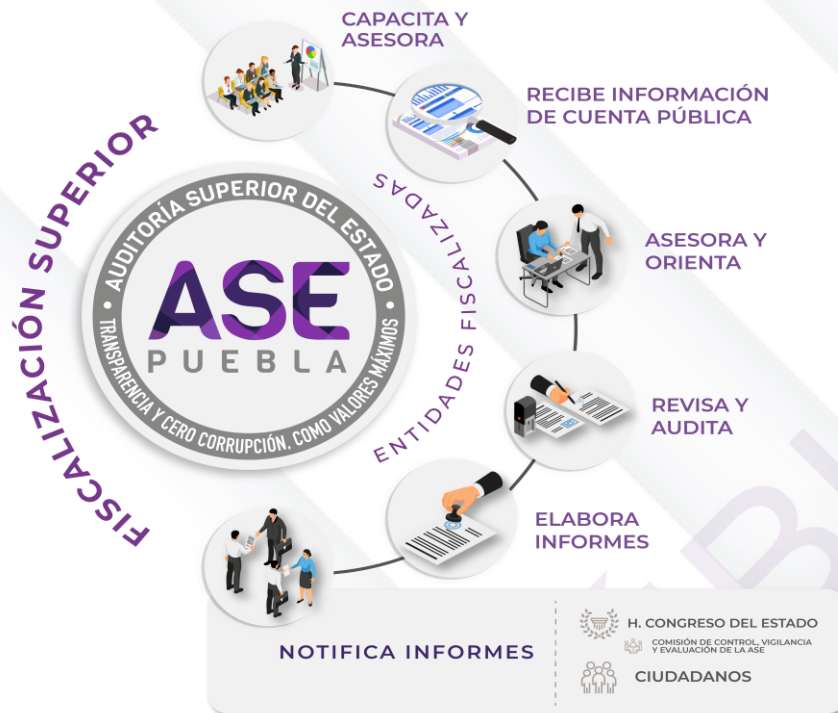 CAPACITA Y
ASESORA
RECIBE INFORMACIÓN
DE CUENTA PÚBLICA
ASESORA Y
ORIENTA
REVISA Y
AUDITA
ELABORA
INFORMES
FISCALIZACIÓN SUPERIOR
AUDITORÍA SUPERIOR DEL ESTADO
ASE
PUEBLA
TRANSPARENCIA Y CERO CORRUPCIÓN, COMO VALORES MÁXIMOS
ENTIDADES FISCALIZADAS
NOTIFICA INFORMES
H. CONGRESO DEL ESTADO
COMISIÓN DE CONTROL, VIGILANCIA
Y EVALUACIÓN DE LA ASE
CIUDADANOS